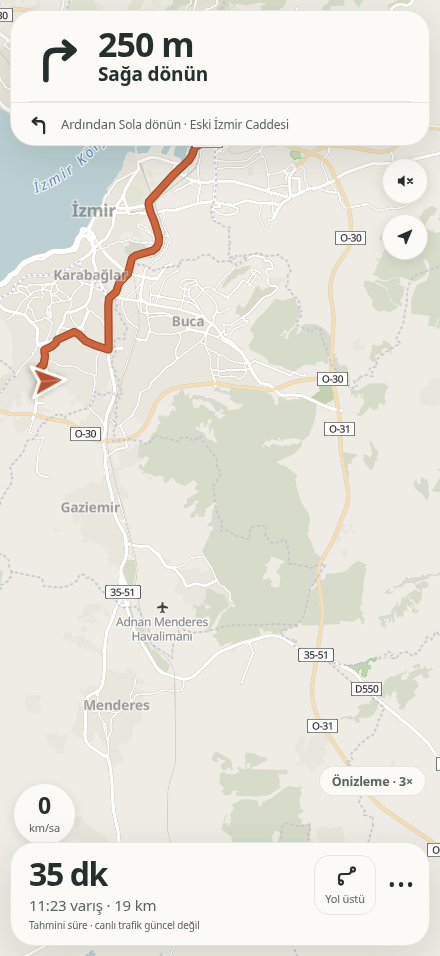 250 m
Sağa dönün
Ardından Sola dönün · Eski İzmir Caddesi
İzmir
O-30
Karabağlar
Buca
O-30
O-31
O-30
Gaziemir
35-51
Adnan Menderes
Havalimanı
35-51
D550
Menderes
O-31
Önizleme · 3×
0
km/sa
35 dk
11:23 varış · 19 km
Tahmini süre · canlı trafik güncel değil
Yol üstü